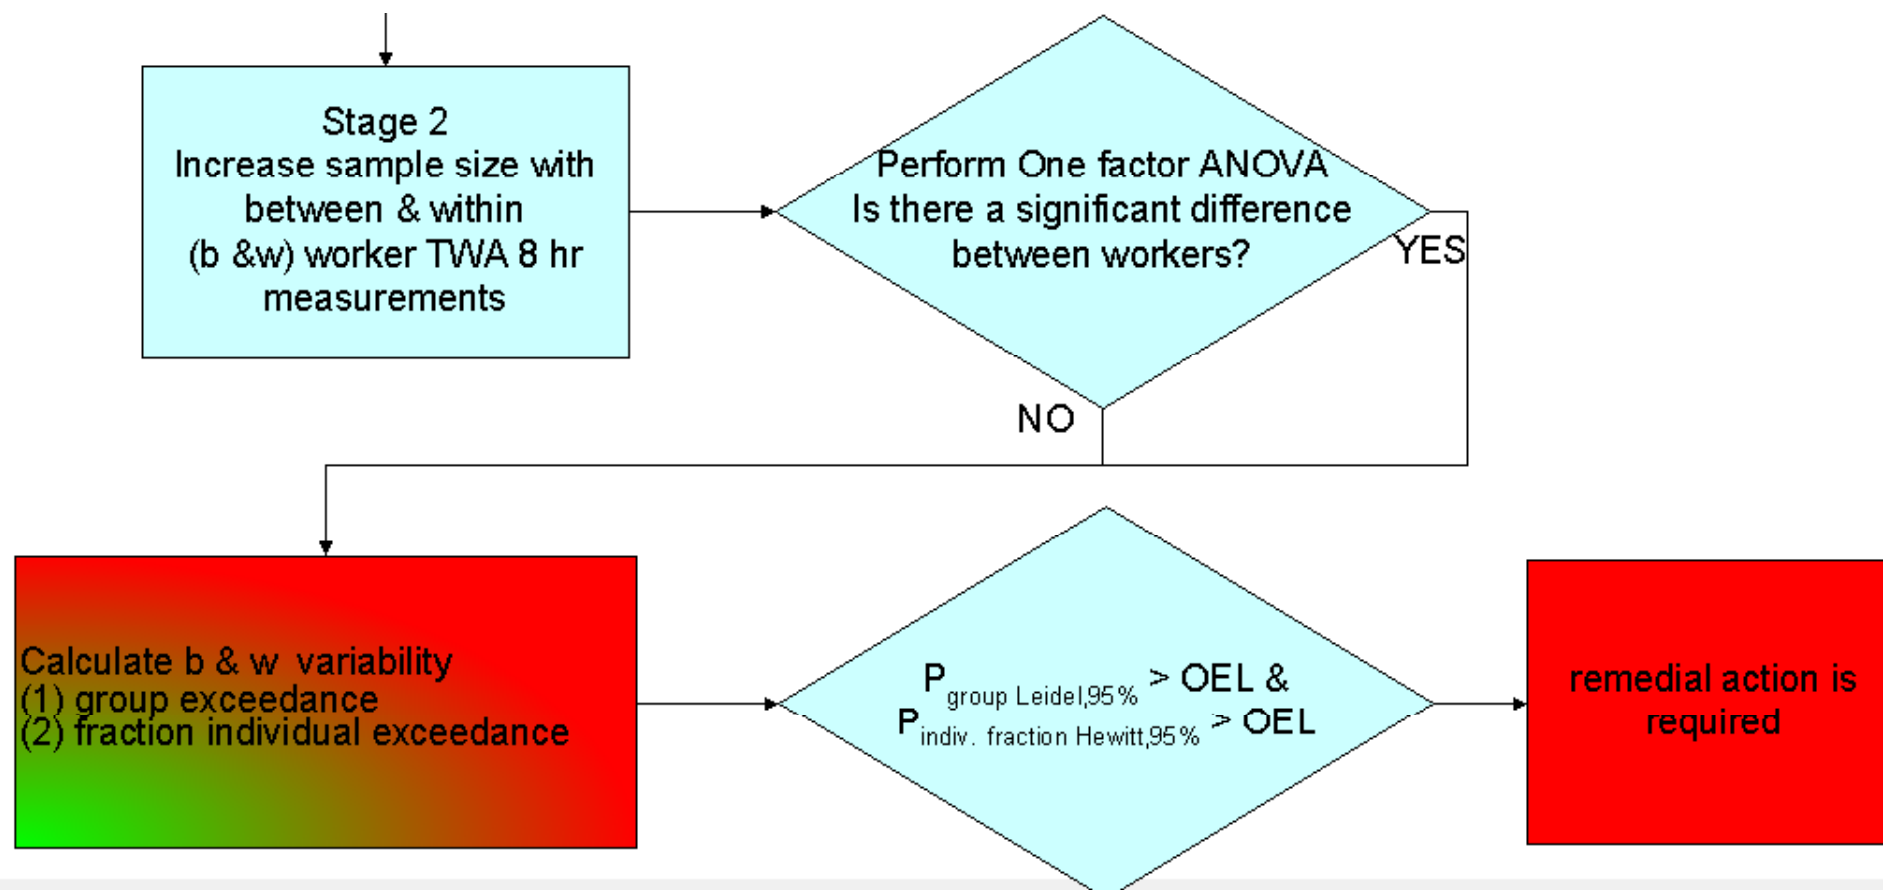 Stage 2
Increase sample size with
between & within
(b &w) worker TWA 8 hr
measurements
Perform One factor ANOVA
Is there a significant difference
between workers?
YES
NO
Calculate b & w  variability
(1) group exceedance
(2) fraction individual exceedance
P group Leidel,95% > OEL &
P indiv. fraction Hewitt,95% > OEL
remedial action is
required